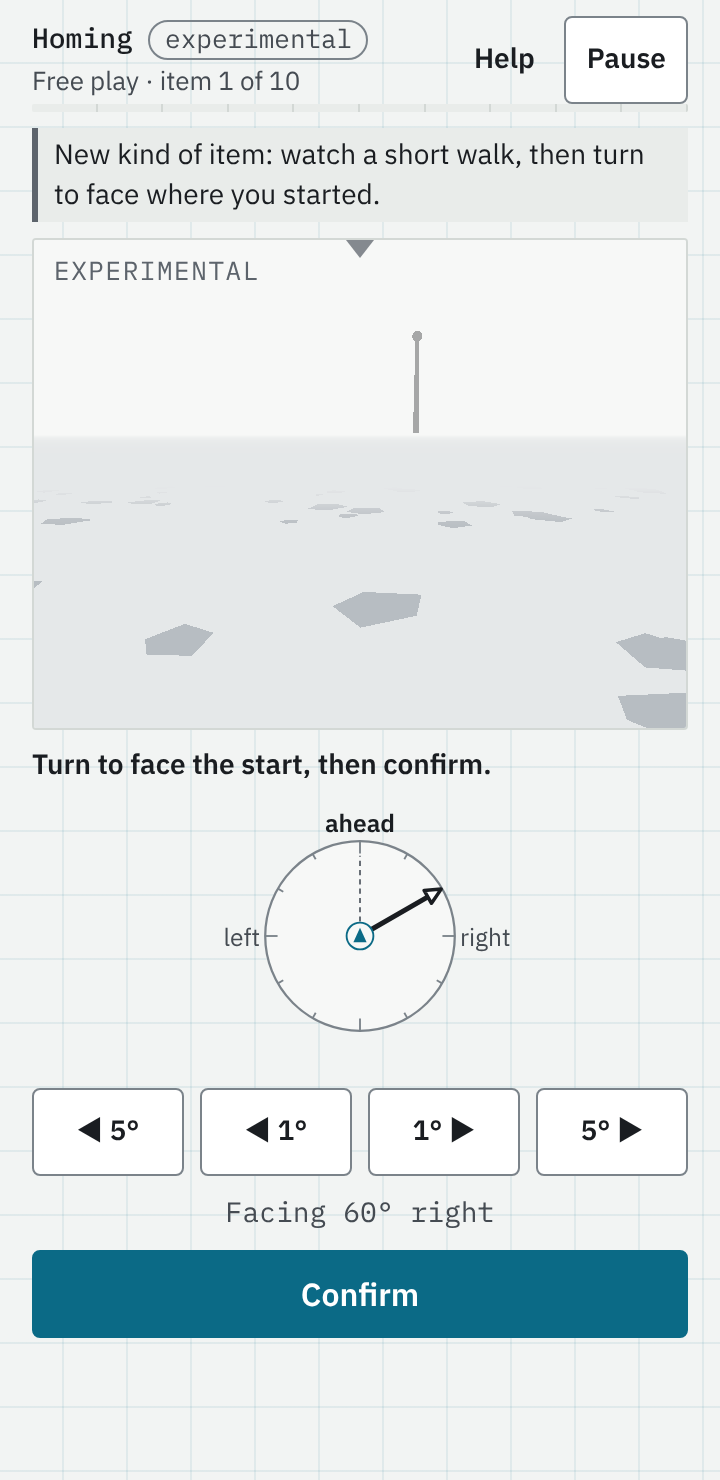 Homing experimental
Help
Pause
Free play · item 1 of 10
New kind of item: watch a short walk, then turn
to face where you started.
EXPERIMENTAL
Turn to face the start, then confirm.
ahead
left
right
◀ 5°
◀ 1°
1° ▶
5° ▶
Facing 60° right
Confirm